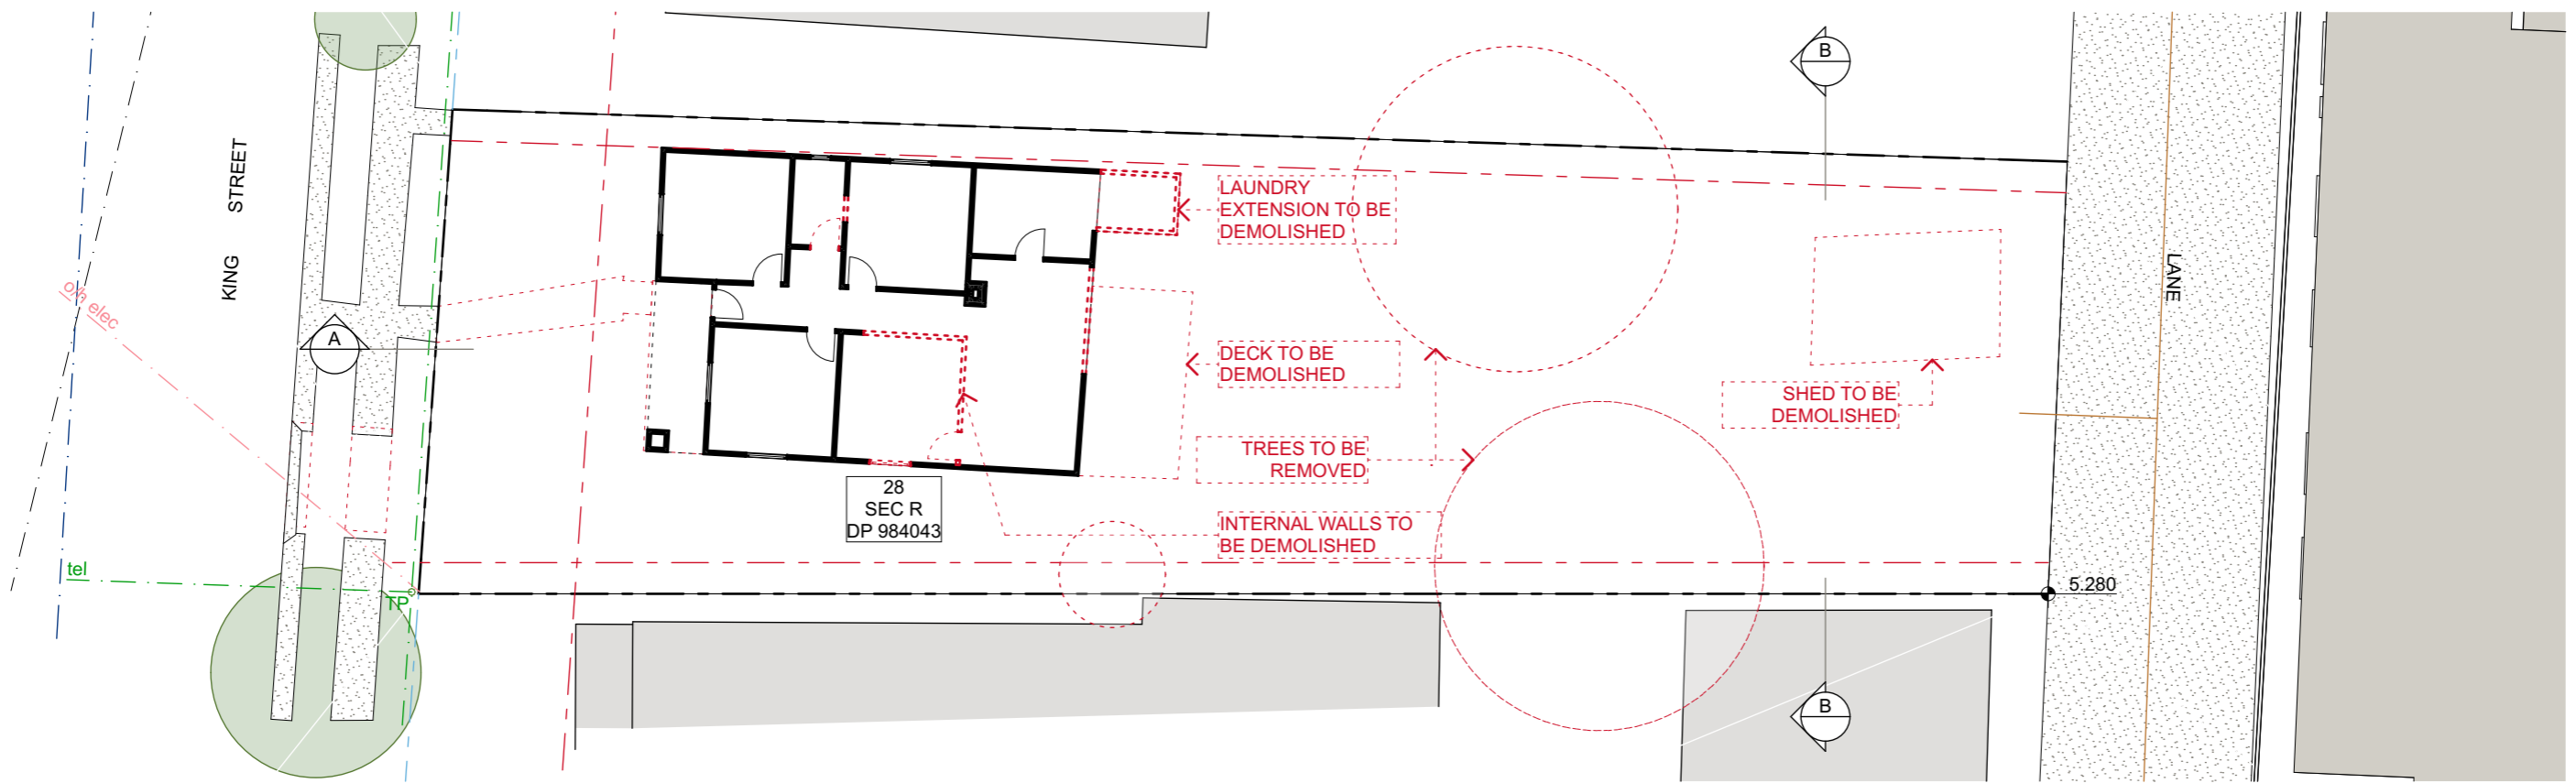 B
KING STREET
LAUNDRY
EXTENSION TO BE
DEMOLISHED
LANE
o/h elec
A
DECK TO BE
DEMOLISHED
SHED TO BE
DEMOLISHED
TREES TO BE
REMOVED
28
SEC R
DP 984043
INTERNAL WALLS TO
BE DEMOLISHED
tel
TP
5.280
B